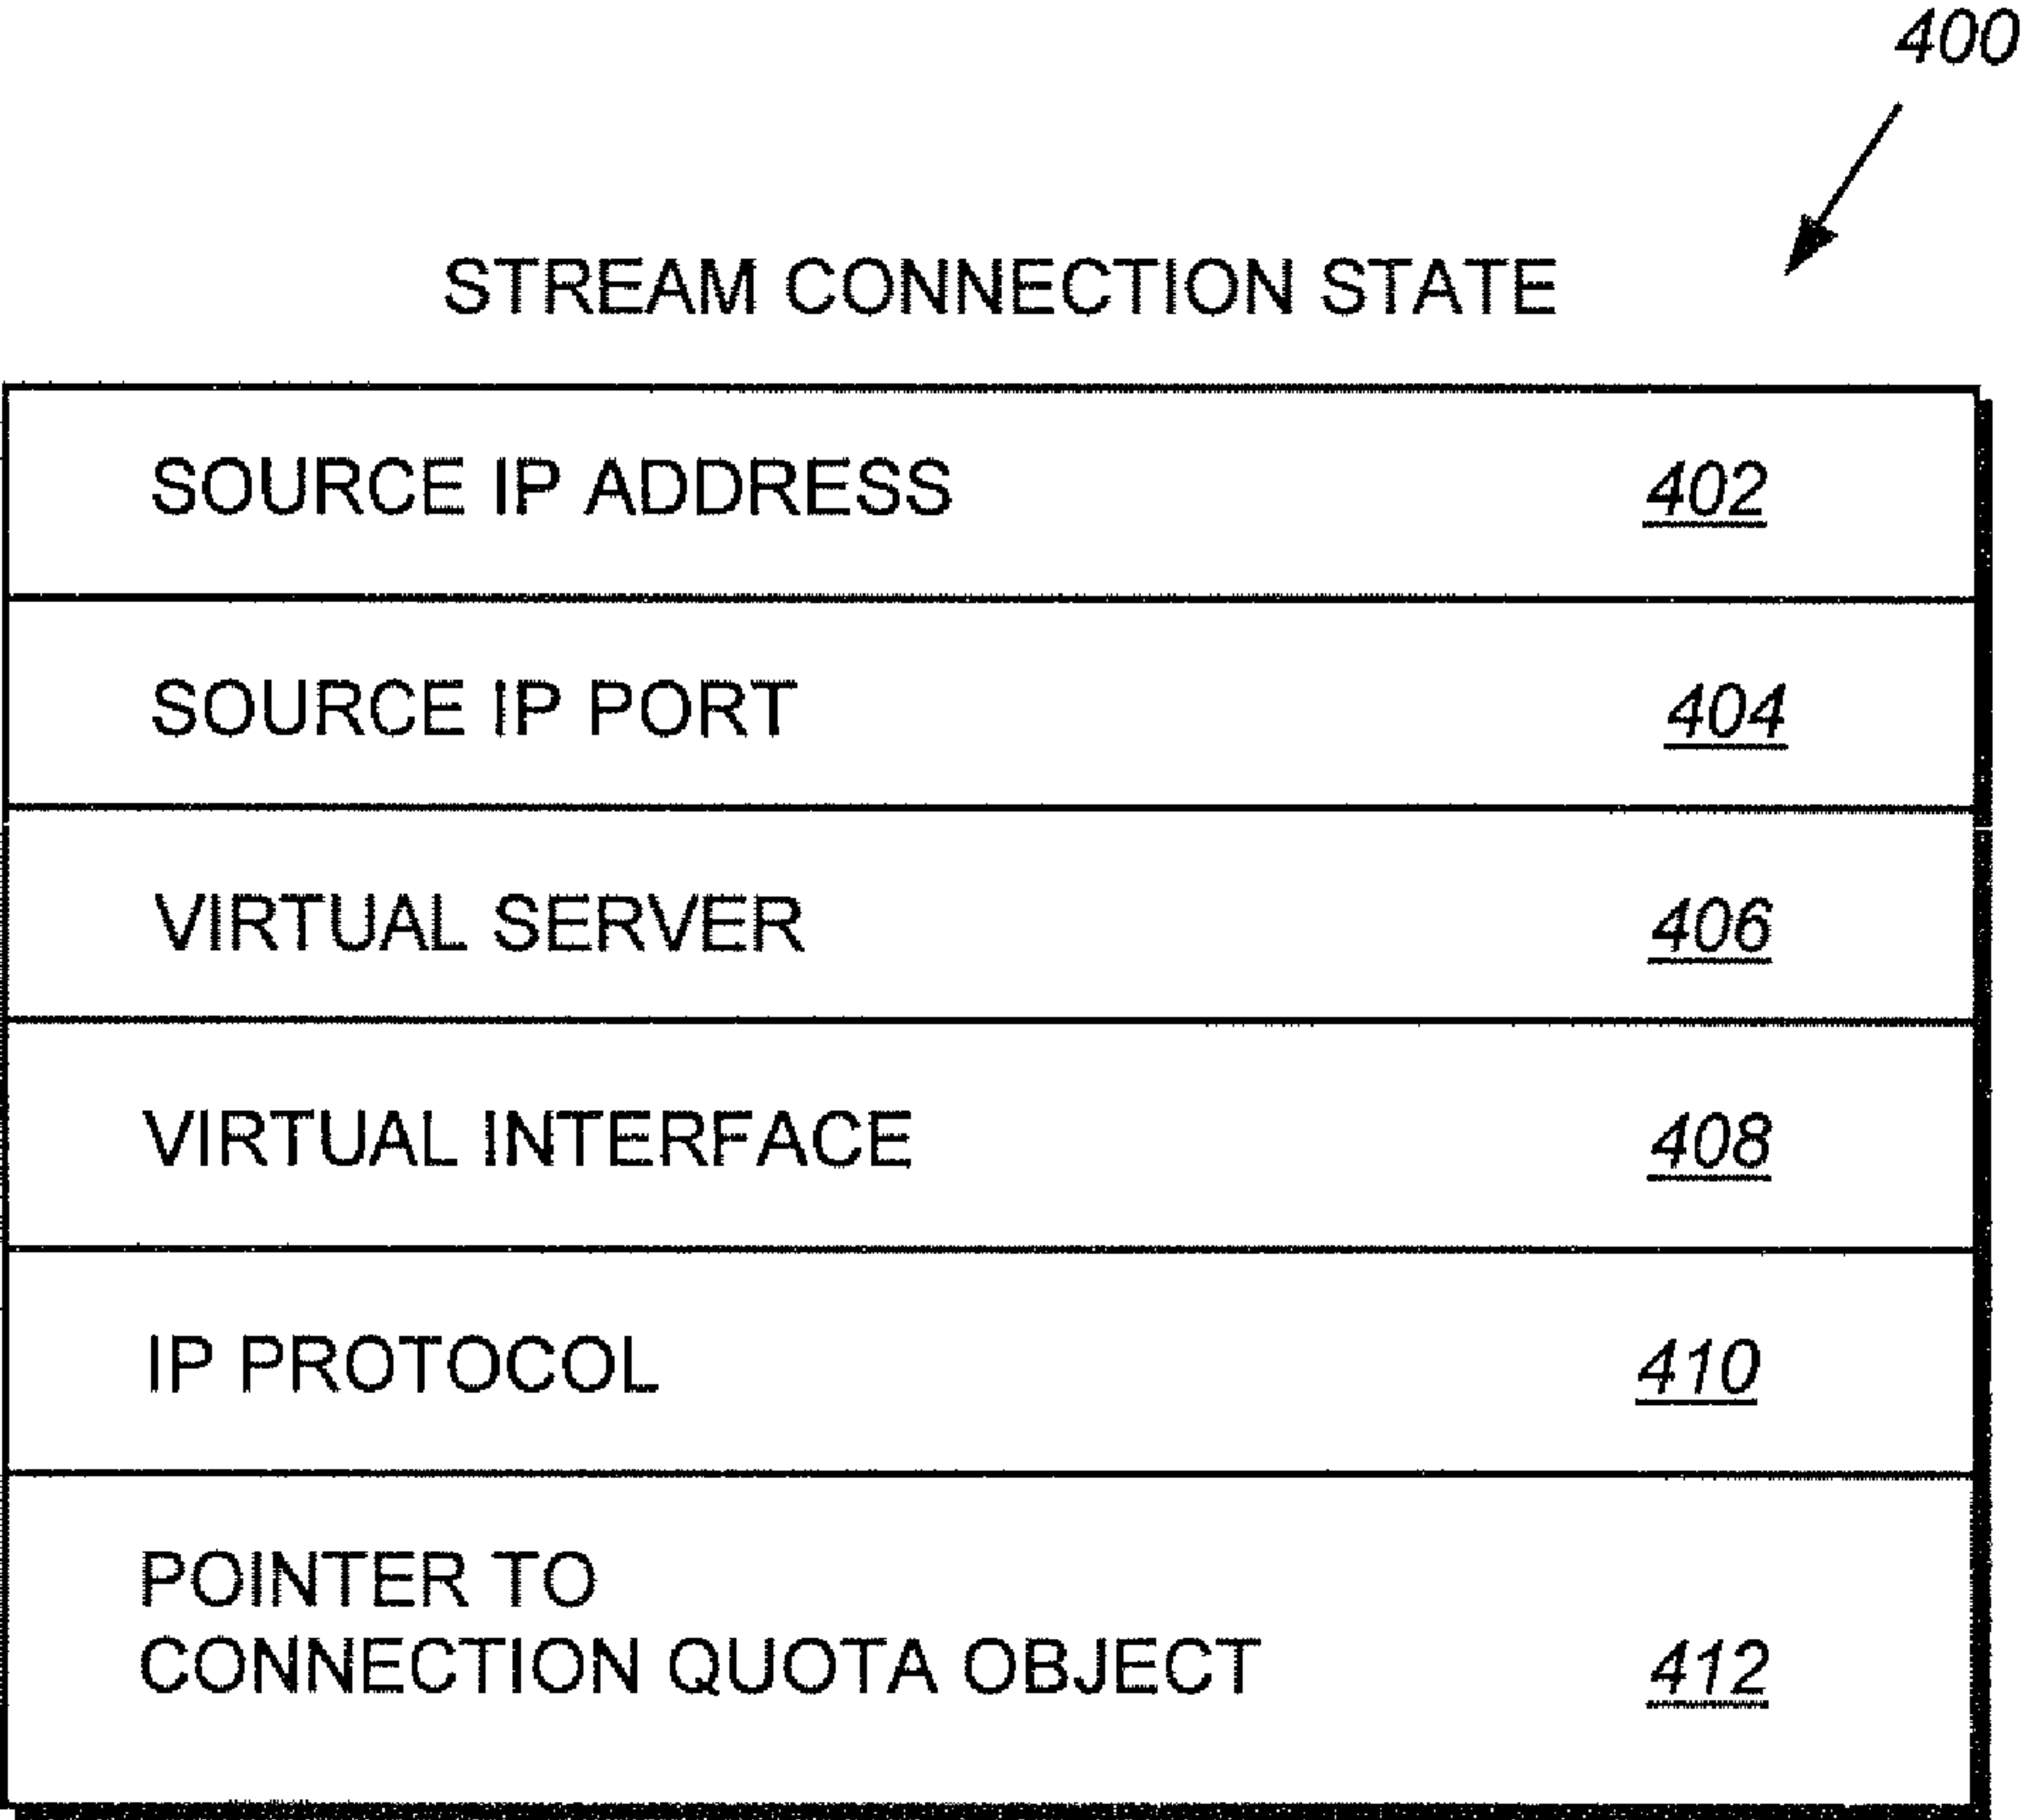 400
STREAM CONNECTION STATE
SOURCE IP ADDRESS 402
SOURCE IP PORT 404
VIRTUAL SERVER 406
VIRTUAL INTERFACE 408
IP PROTOCOL 410
POINTER TO
CONNECTION QUOTA OBJECT 412